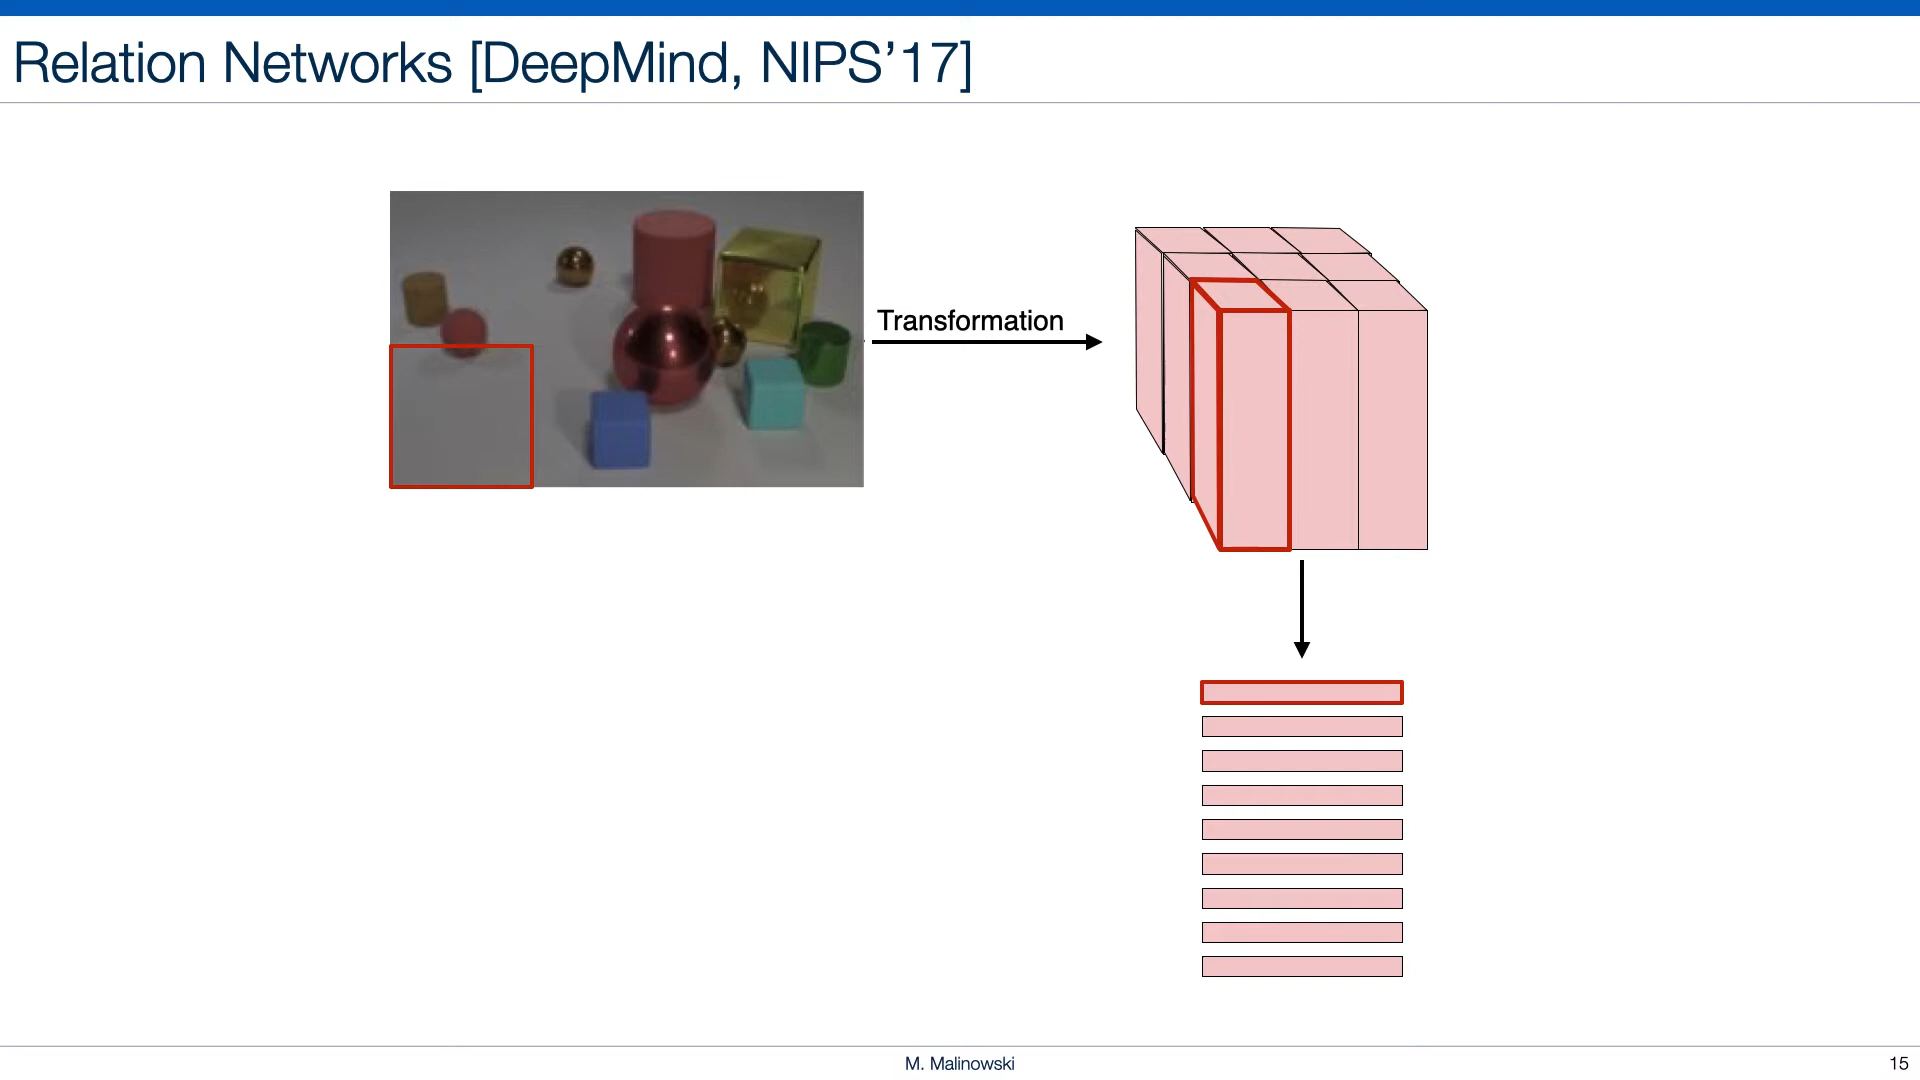 Relation Networks [DeepMind, NIPS’17]
Transformation
M. Malinowski
15